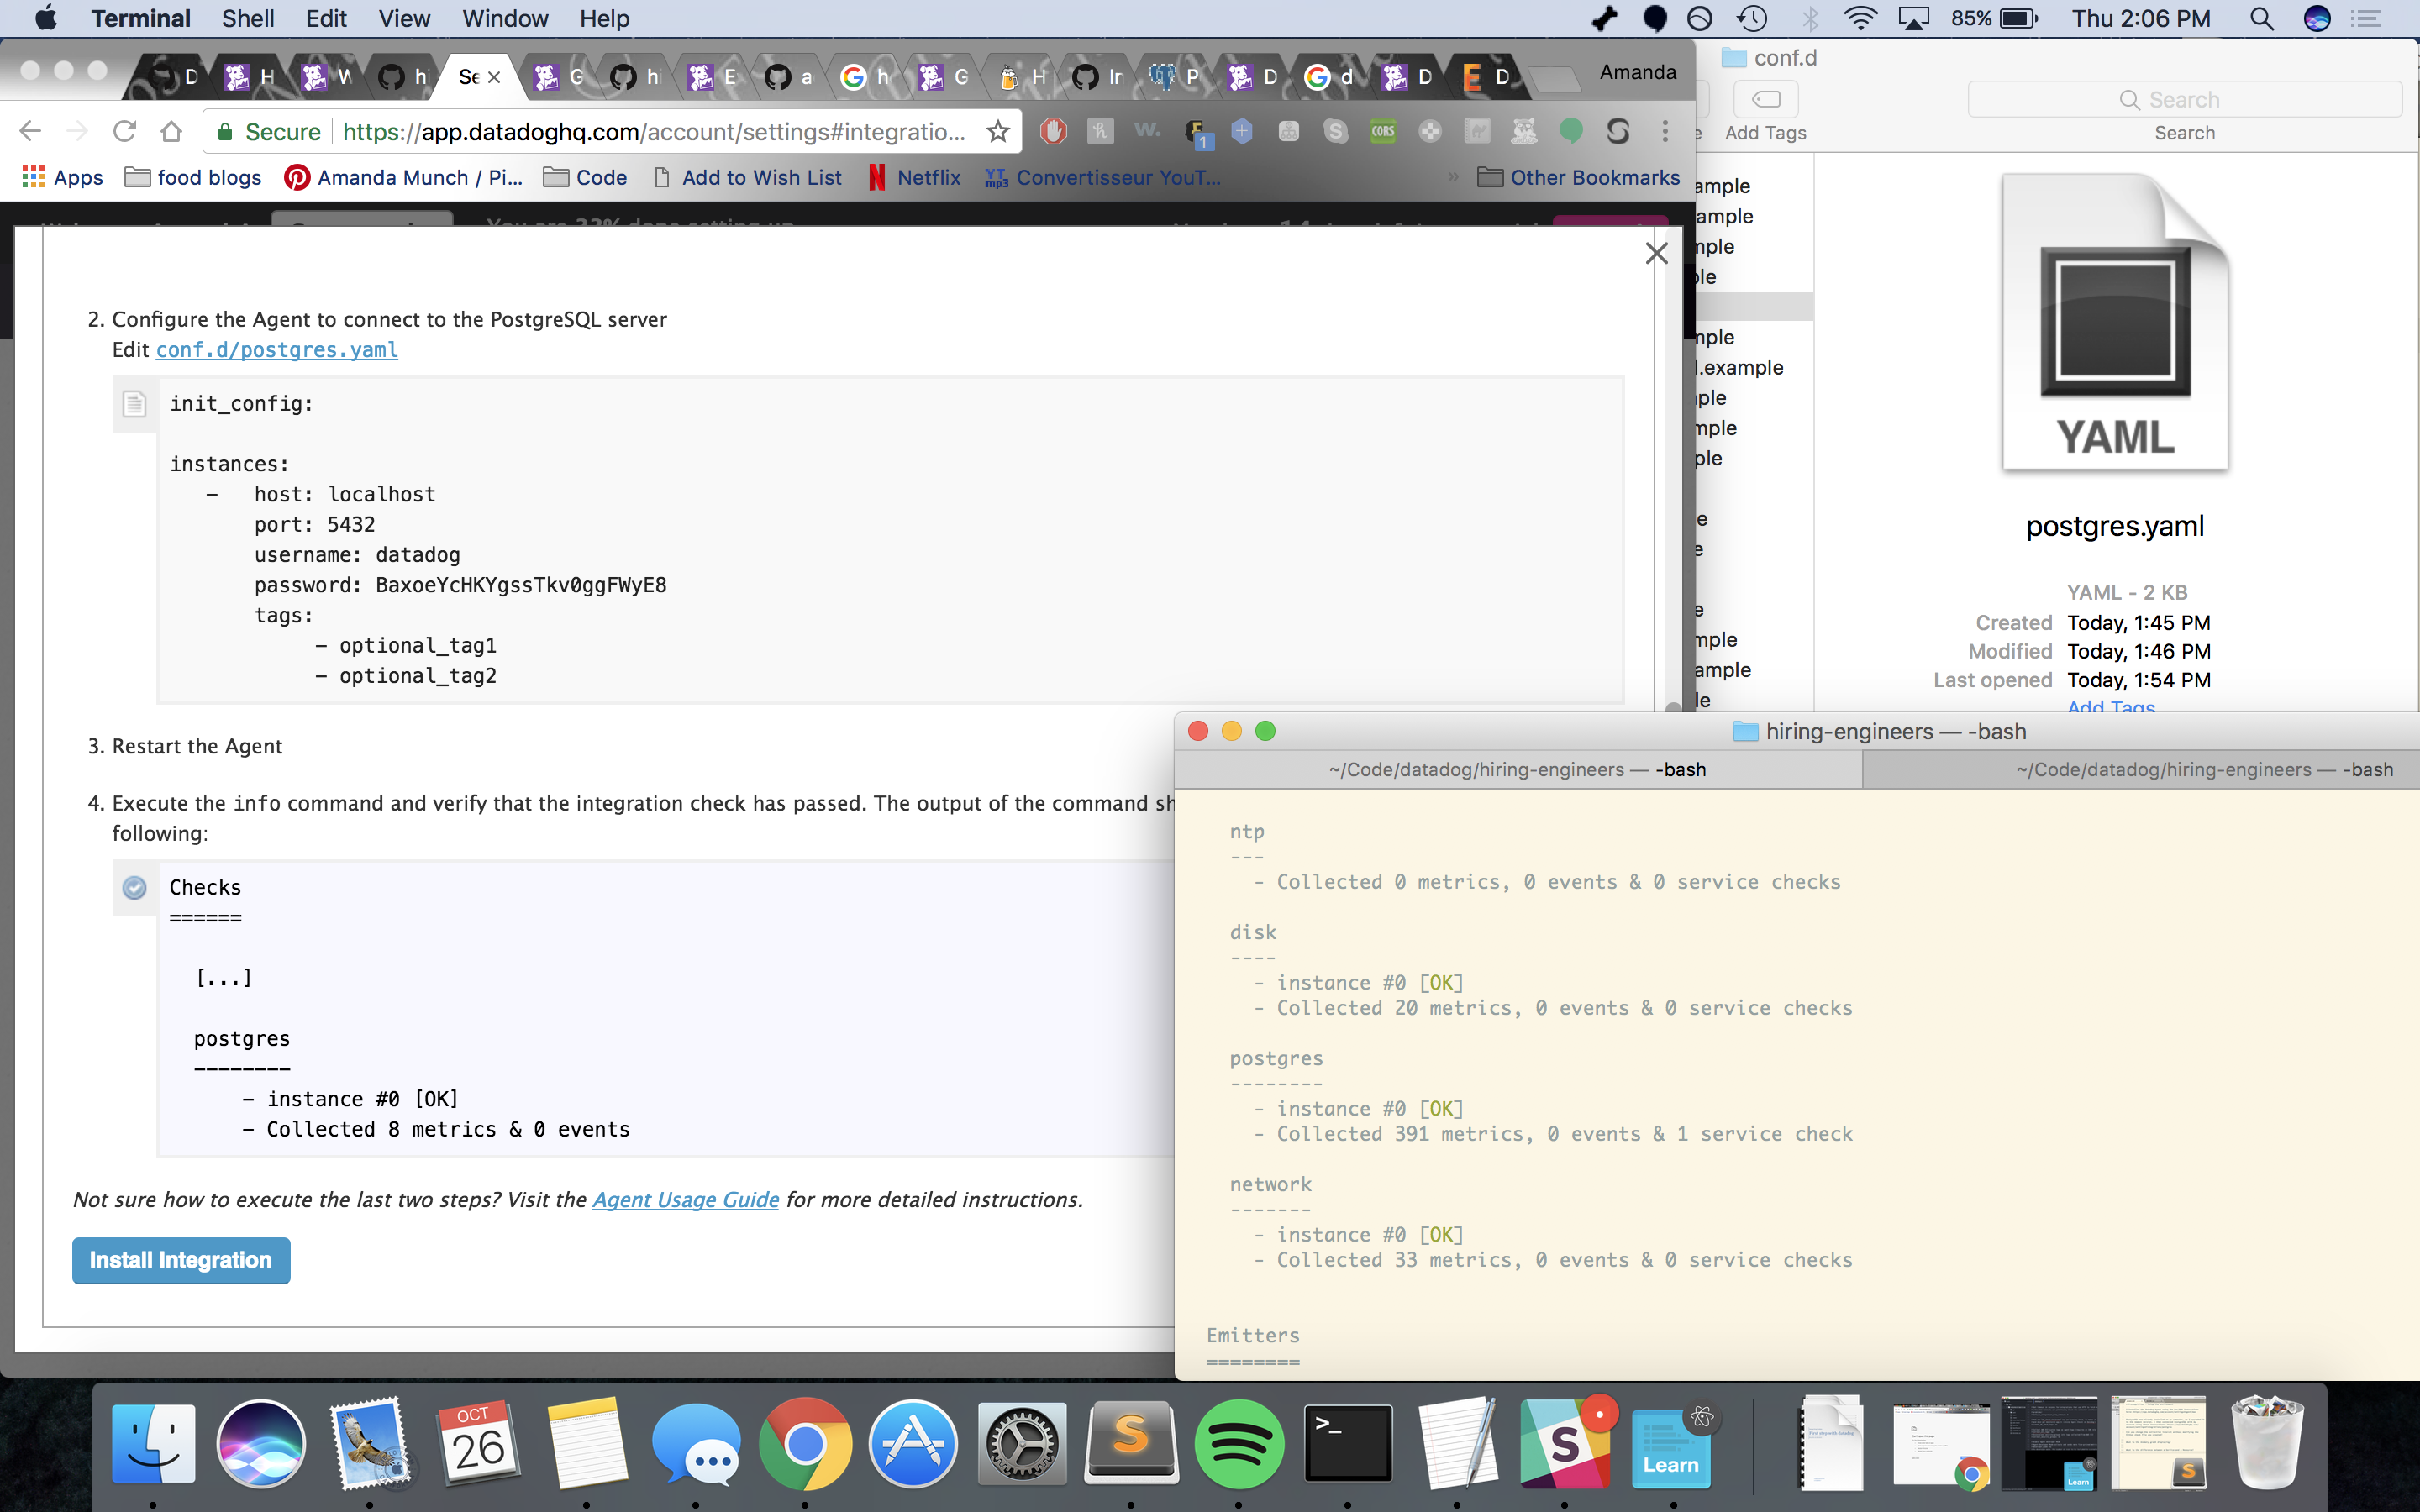 Terminal Shell Edit View Window Help
85% Thu 2:06 PM
D H W hi Se G hi E a h G H Ir P D d D D Amanda
Secure https://app.datadoghq.com/account/settings#integratio...
Apps food blogs Amanda Munch / Pi... Code Add to Wish List Netflix Convertisseur YouT... » Other Bookmarks
2. Configure the Agent to connect to the PostgreSQL server
Edit conf.d/postgres.yaml
init_config:
instances:
- host: localhost
port: 5432
username: datadog
password: BaxoeYcHKYgssTkv0ggFWyE8
tags:
- optional_tag1
- optional_tag2
3. Restart the Agent
4. Execute the info command and verify that the integration check has passed. The output of the command sh
following:
Checks
======
[...]
postgres
--------
- instance #0 [OK]
- Collected 8 metrics & 0 events
Not sure how to execute the last two steps? Visit the Agent Usage Guide for more detailed instructions.
Install Integration
conf.d
Search
Add Tags Search
ample
ample
mple
ple
mple
l.example
ple
mple
ple
e
e
e
mple
ample
le
YAML
postgres.yaml
YAML - 2 KB
Created Today, 1:45 PM
Modified Today, 1:46 PM
Last opened Today, 1:54 PM
Add Tags
hiring-engineers — -bash
~/Code/datadog/hiring-engineers — -bash
~/Code/datadog/hiring-engineers — -bash
ntp
---
- Collected 0 metrics, 0 events & 0 service checks
disk
----
- instance #0 [OK]
- Collected 20 metrics, 0 events & 0 service checks
postgres
--------
- instance #0 [OK]
- Collected 391 metrics, 0 events & 1 service check
network
-------
- instance #0 [OK]
- Collected 33 metrics, 0 events & 0 service checks
Emitters
========
OCT
26
Learn